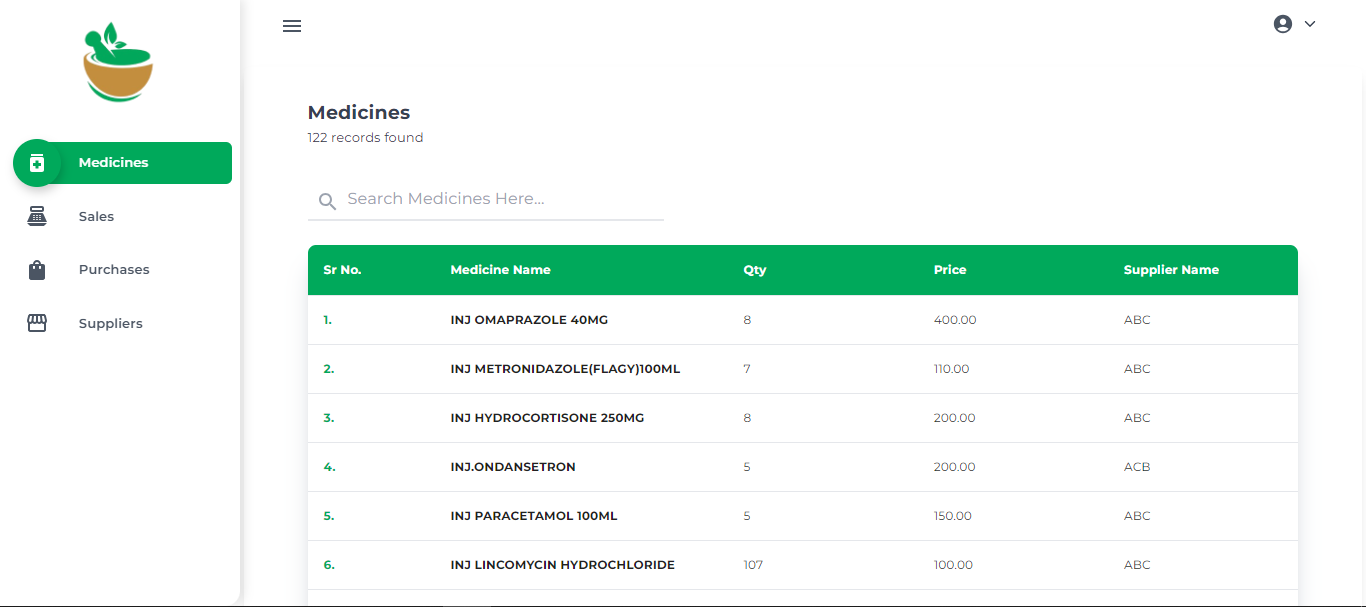 Medicines
Sales
Purchases
Suppliers
Medicines
122 records found
Search Medicines Here...
Sr No. Medicine Name Qty Price Supplier Name
1. INJ OMAPRAZOLE 40MG 8 400.00 ABC
2. INJ METRONIDAZOLE(FLAGY)100ML 7 110.00 ABC
3. INJ HYDROCORTISONE 250MG 8 200.00 ABC
4. INJ.ONDANSETRON 5 200.00 ACB
5. INJ PARACETAMOL 100ML 5 150.00 ABC
6. INJ LINCOMYCIN HYDROCHLORIDE 107 100.00 ABC